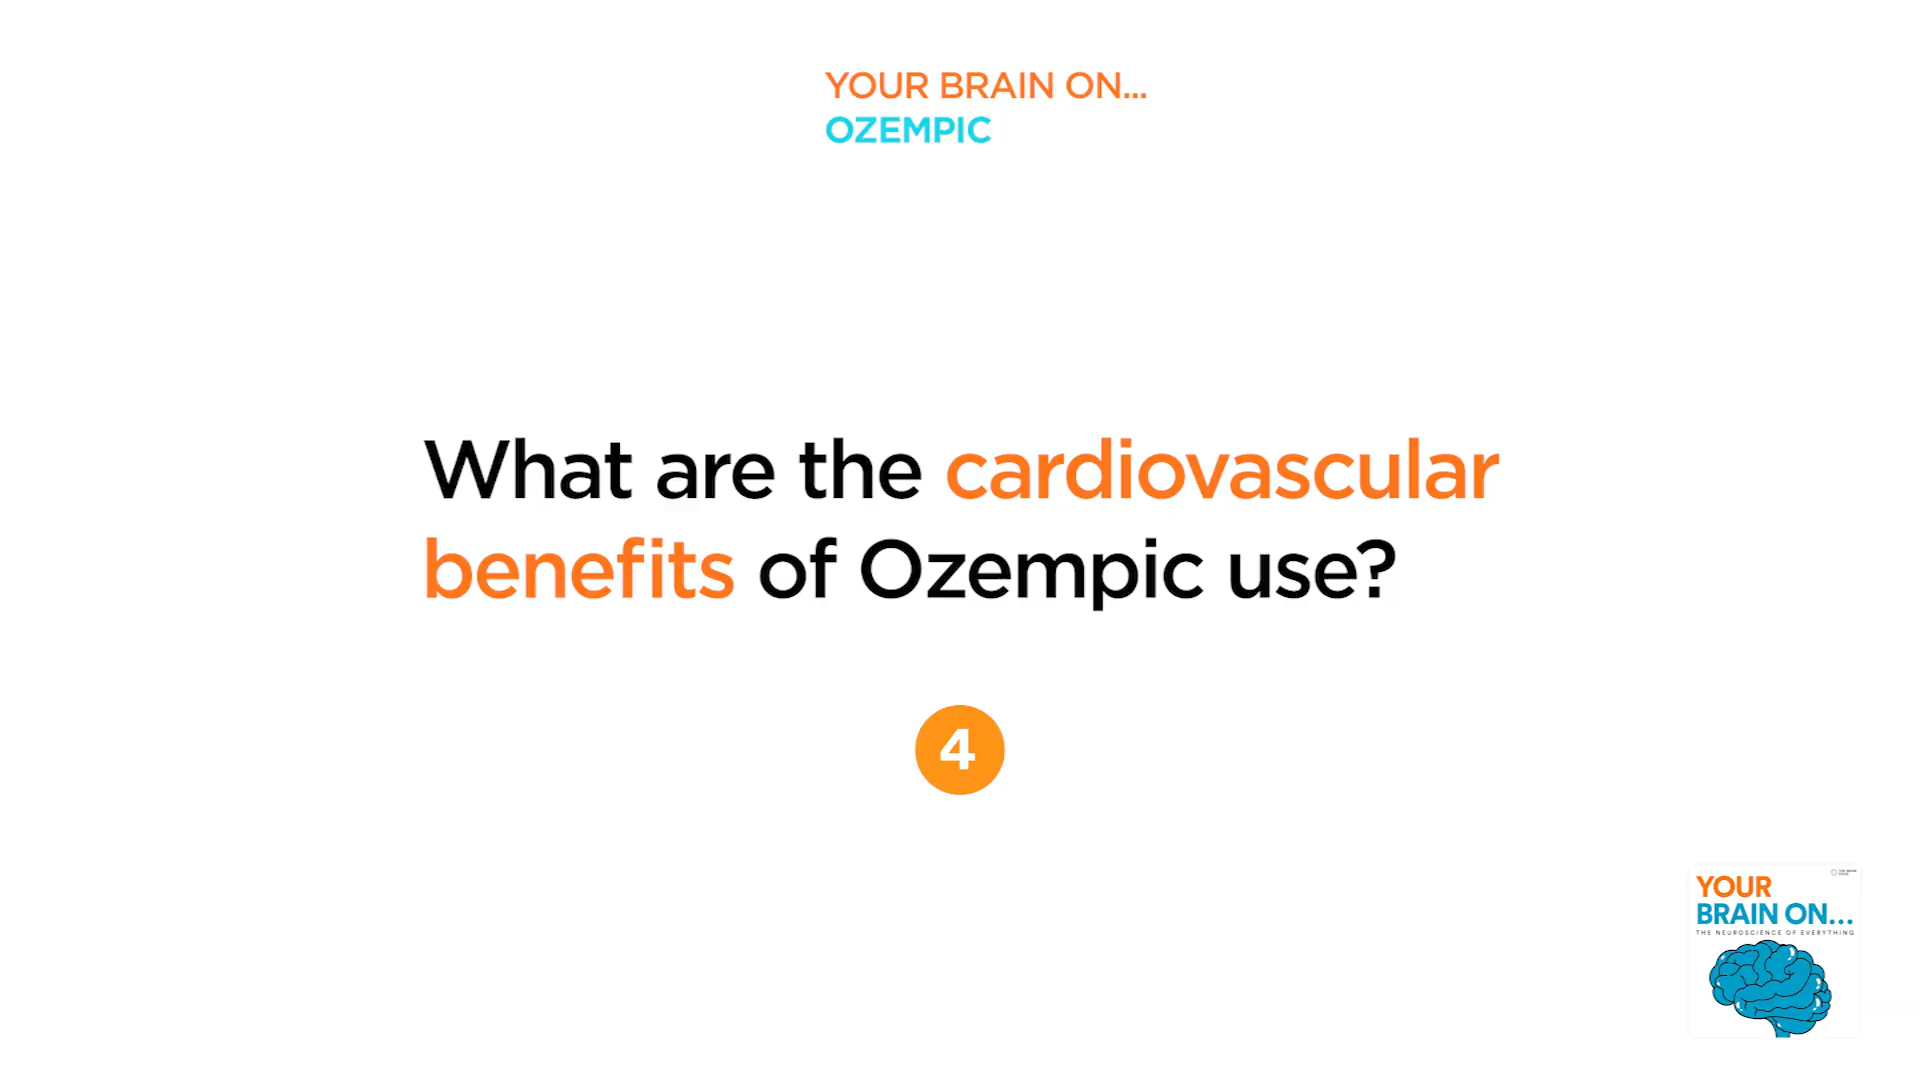 YOUR BRAIN ON...
OZEMPIC
What are the cardiovascular
benefits of Ozempic use?
4
YOUR
BRAIN ON...
THE NEUROSCIENCE OF EVERYTHING